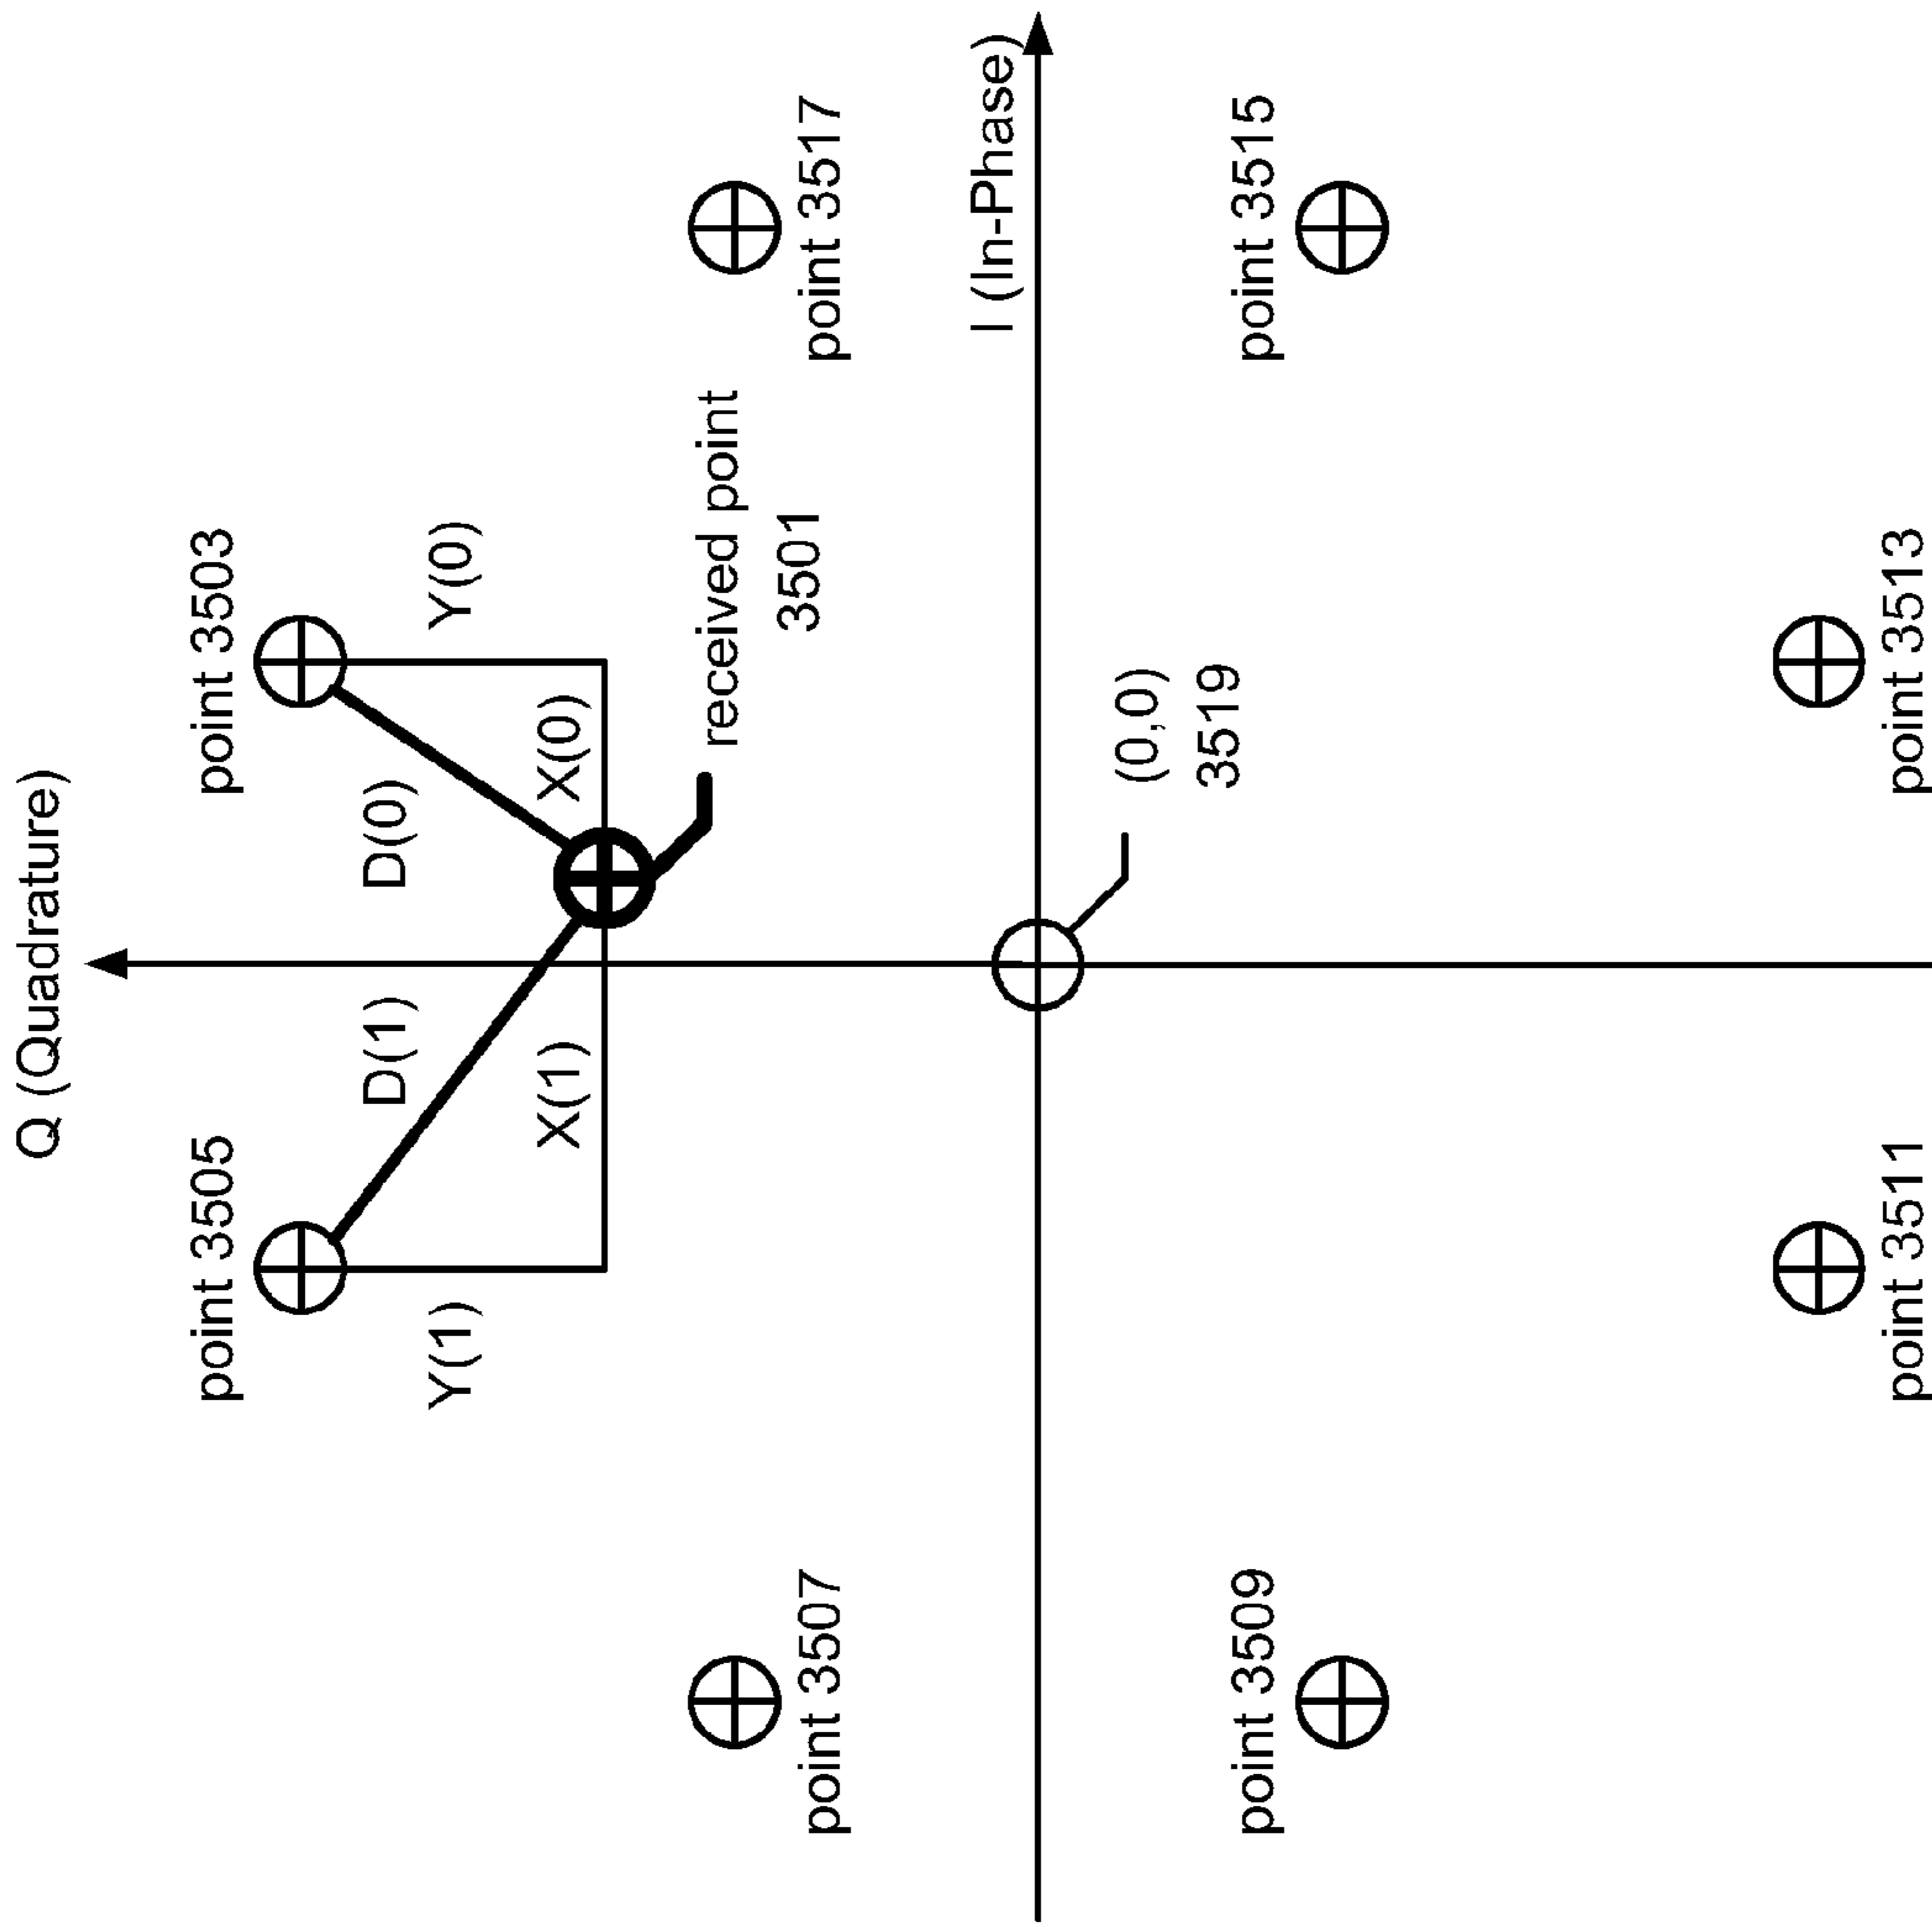 Q (Quadrature)
point 3505
point 3503
D(1)
D(0)
Y(1)
Y(0)
X(1)
X(0)
received point
3501
point 3507
point 3517
I (In-Phase)
(0,0)
3519
point 3509
point 3515
point 3511
point 3513